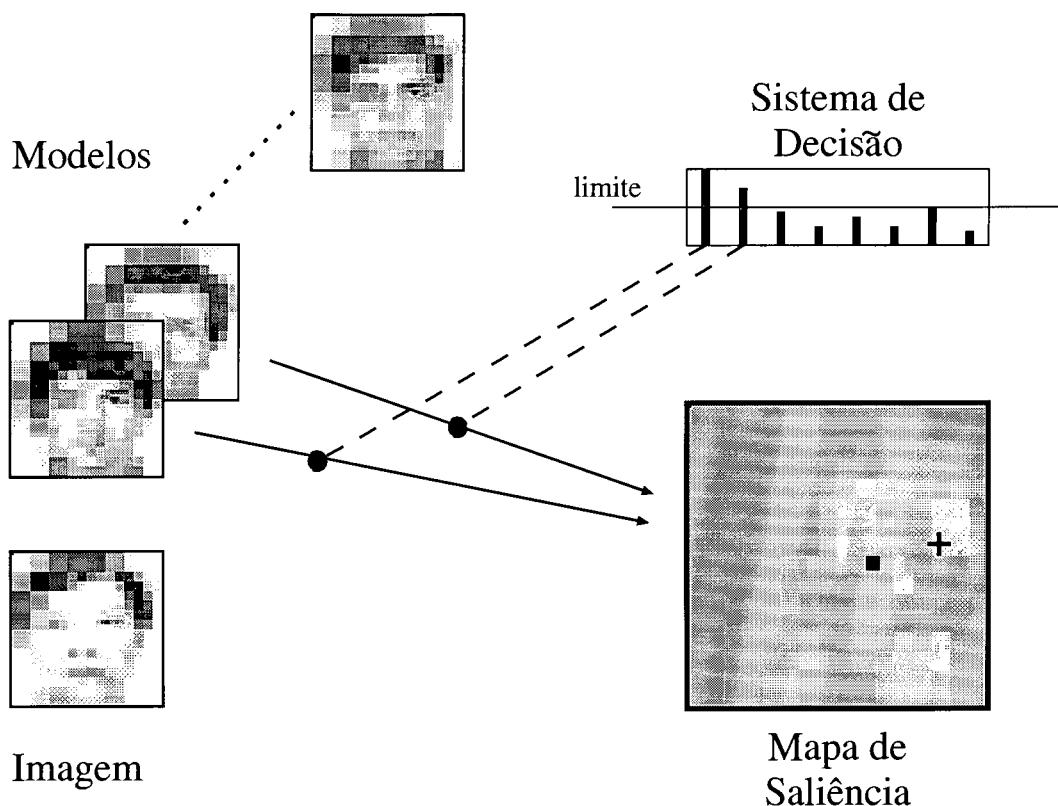 Modelos
Sistema de
Decisão
limite
Imagem
Mapa de
Saliência